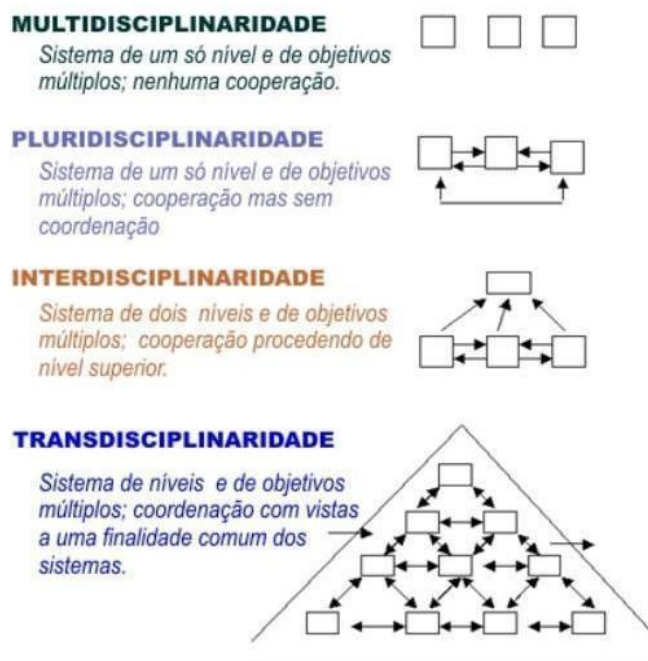 MULTIDISCIPLINARIDADE
Sistema de um só nível e de objetivos
múltiplos; nenhuma cooperação.
PLURIDISCIPLINARIDADE
Sistema de um só nível e de objetivos
múltiplos; cooperação mas sem
coordenação
INTERDISCIPLINARIDADE
Sistema de dois níveis e de objetivos
múltiplos; cooperação procedendo de
nível superior.
TRANSDISCIPLINARIDADE
Sistema de níveis e de objetivos
múltiplos; coordenação com vistas
a uma finalidade comum dos
sistemas.